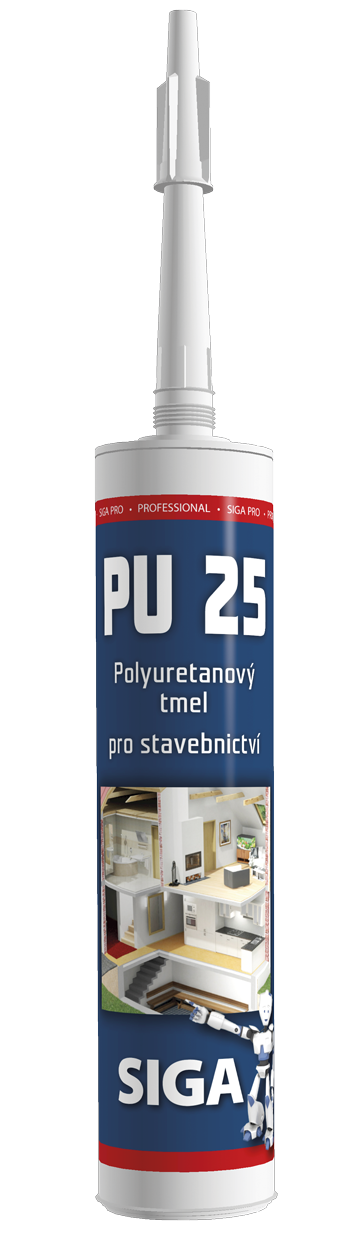 SIGA PRO • PROFESSIONAL • SIGA PRO •
PU 25
Polyuretanový
tmel
pro stavebnictví
SIGA